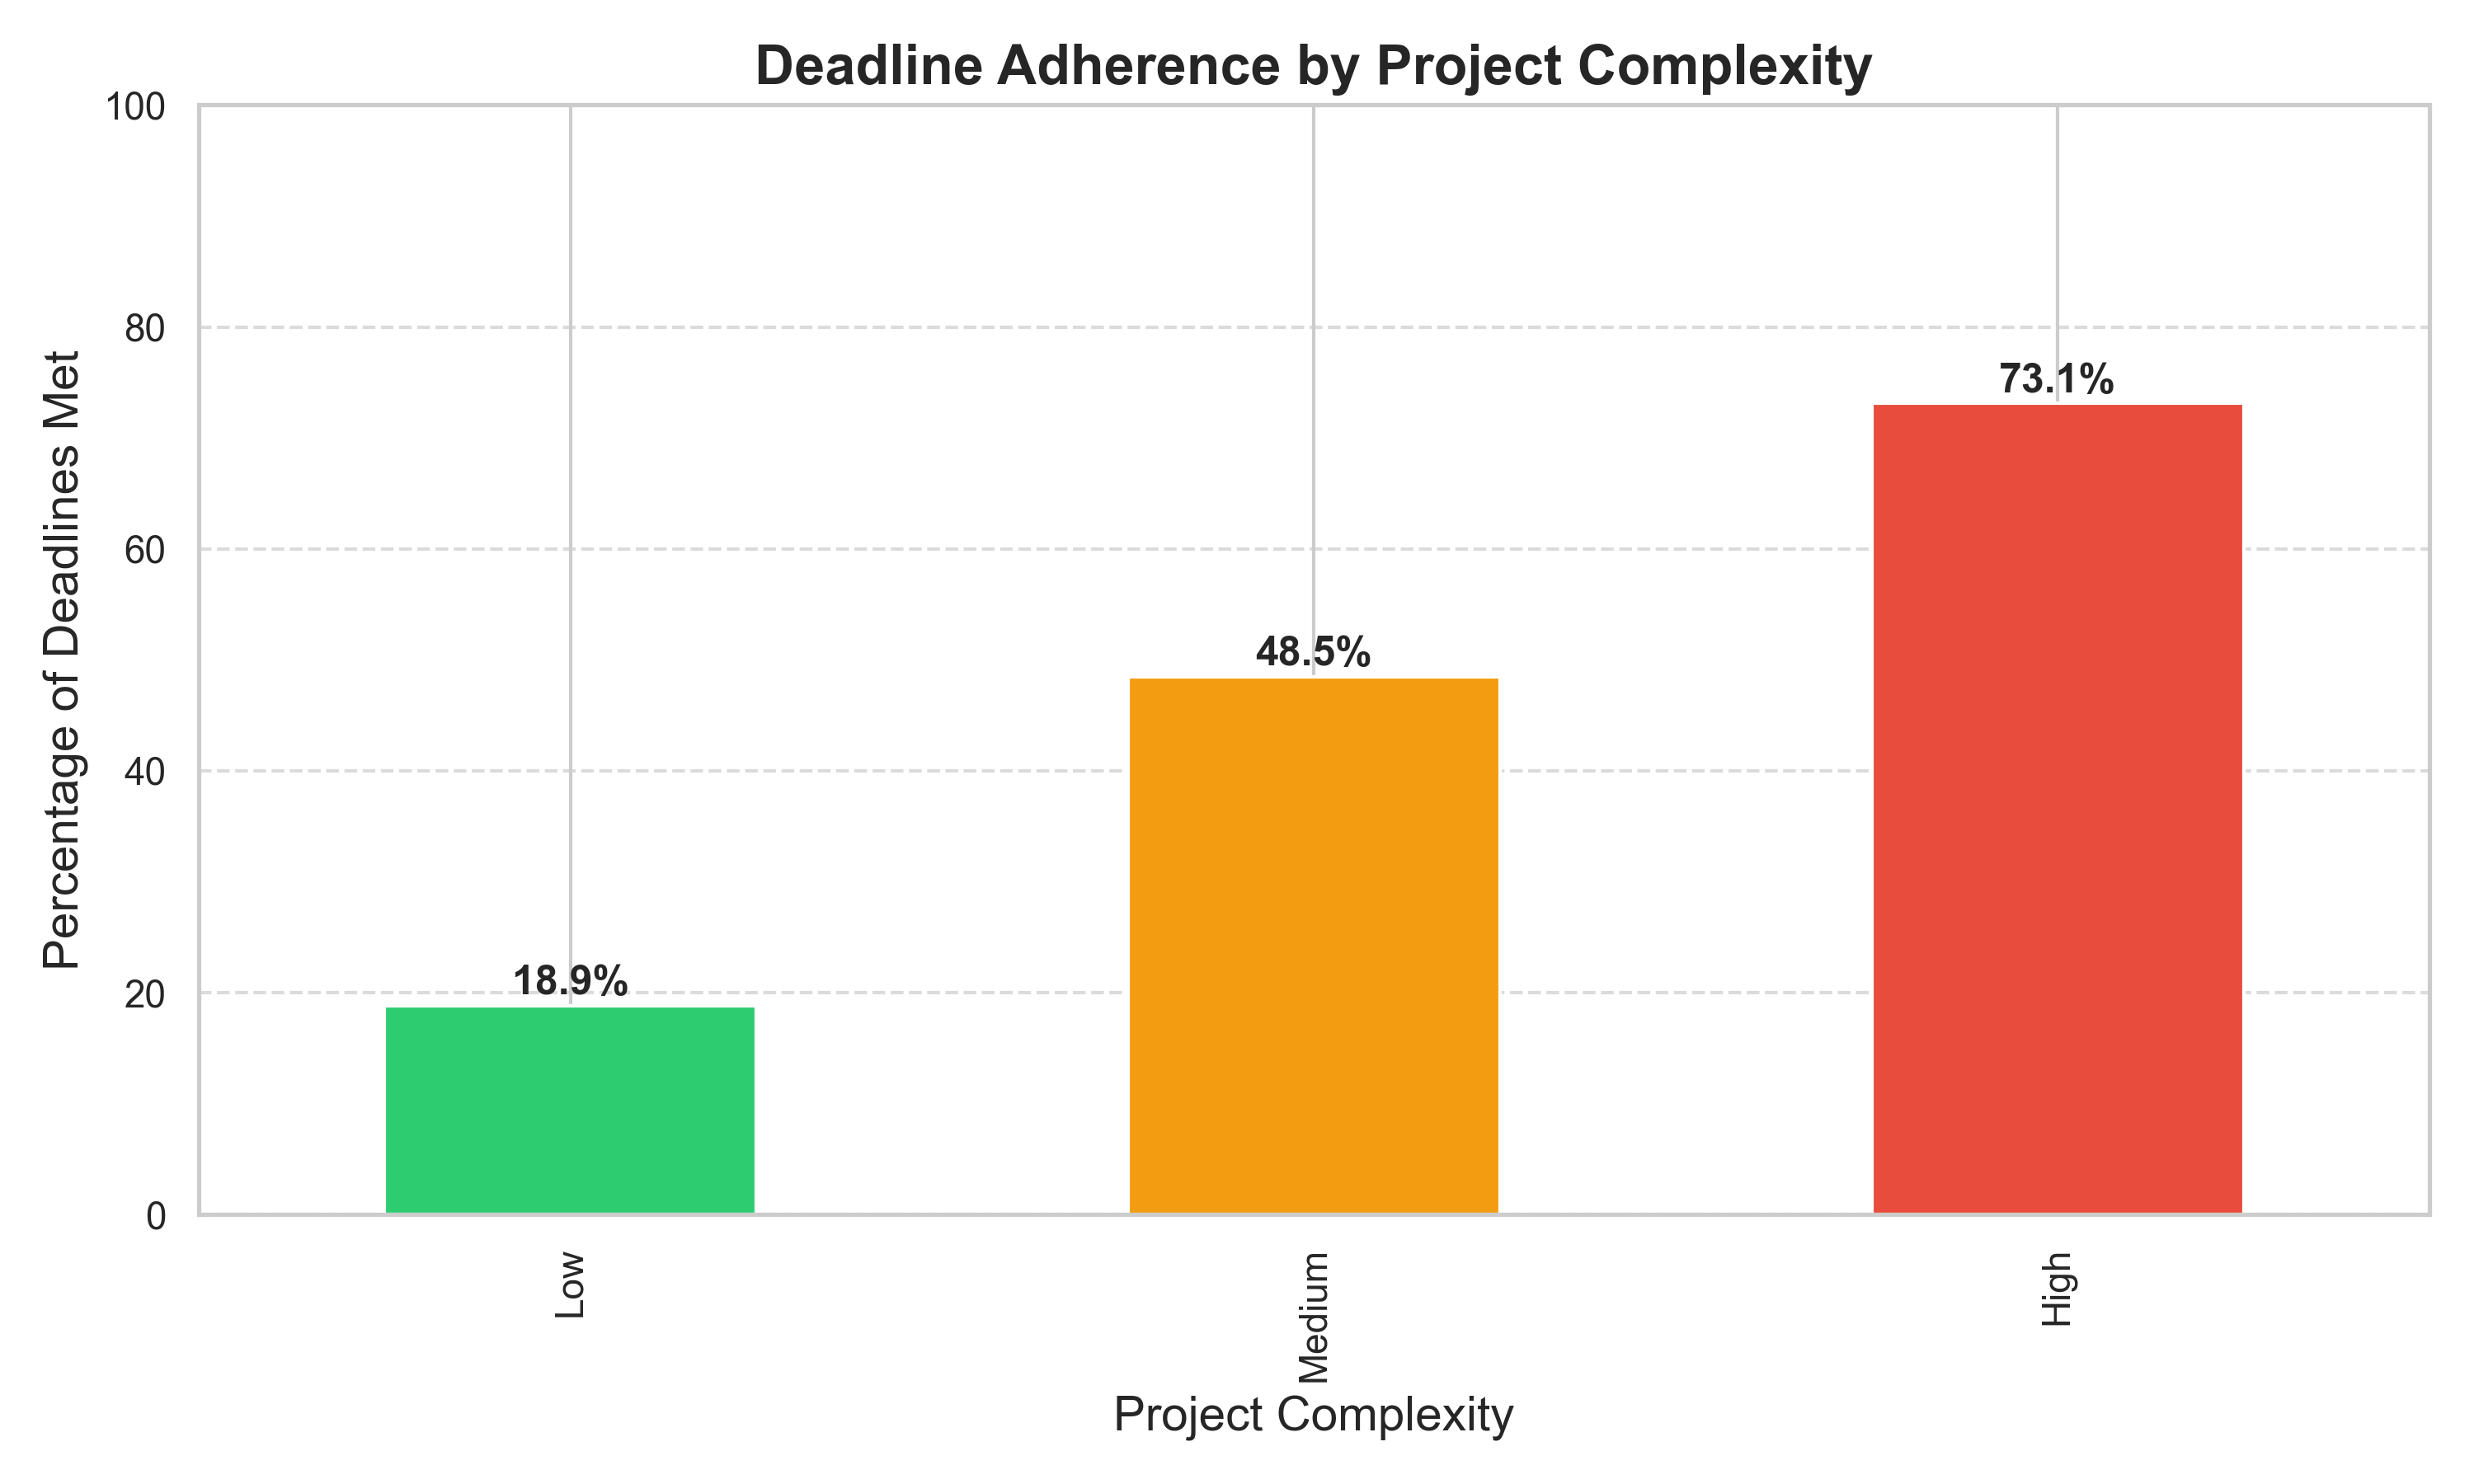 Deadline Adherence by Project Complexity
Percentage of Deadlines Met
100
80
60
40
20
0
18.9%
48.5%
73.1%
Low
Medium
High
Project Complexity